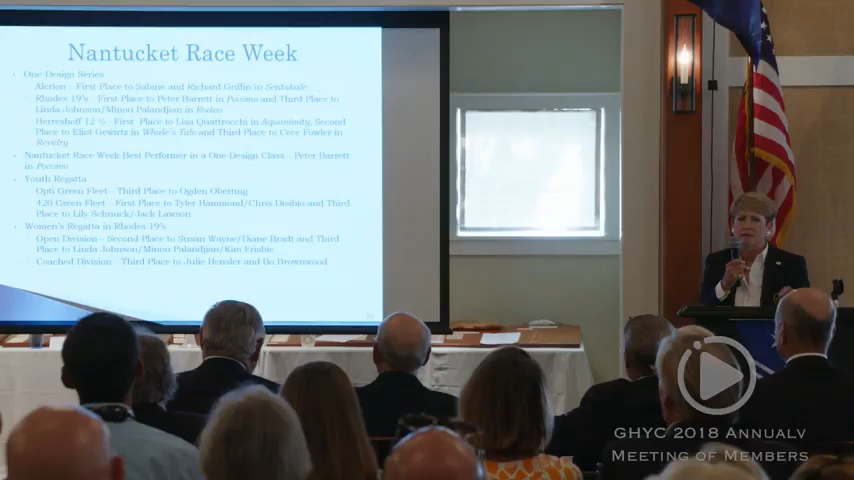 Nantucket Race Week
One Design Series
Alerion – First Place to Sabine and Richard Griffin in Sentubale
Rhodes 19's – First Place to Peter Barrett in Pocomo and Third Place to
Linda Johnson/Minou Palandjian in Rodeo
Herreshoff 12 ½ – First Place to Lisa Quattrocchi in Aquanimity, Second
Place to Eliot Gewirtz in Whale's Tale and Third Place to Cece Fowler in
Revelry
Nantucket Race Week Best Performer in a One Design Class – Peter Barrett
in Pocomo
Youth Regatta
Opti Green Fleet – Third Place to Ogden Oberting
420 Green Fleet – First Place to Tyler Hammond/Chris Diabio and Third
Place to Lily Schnuck/Jack Lawson
Women's Regatta in Rhodes 19's
Open Division – Second Place to Susan Wayne/Diane Bradt and Third
Place to Linda Johnson/Minou Palandjian/Kim Frisbie
Coached Division – Third Place to Julie Hensler and Bo Brownwood
GHYC 2018 Annualv
Meeting of Members